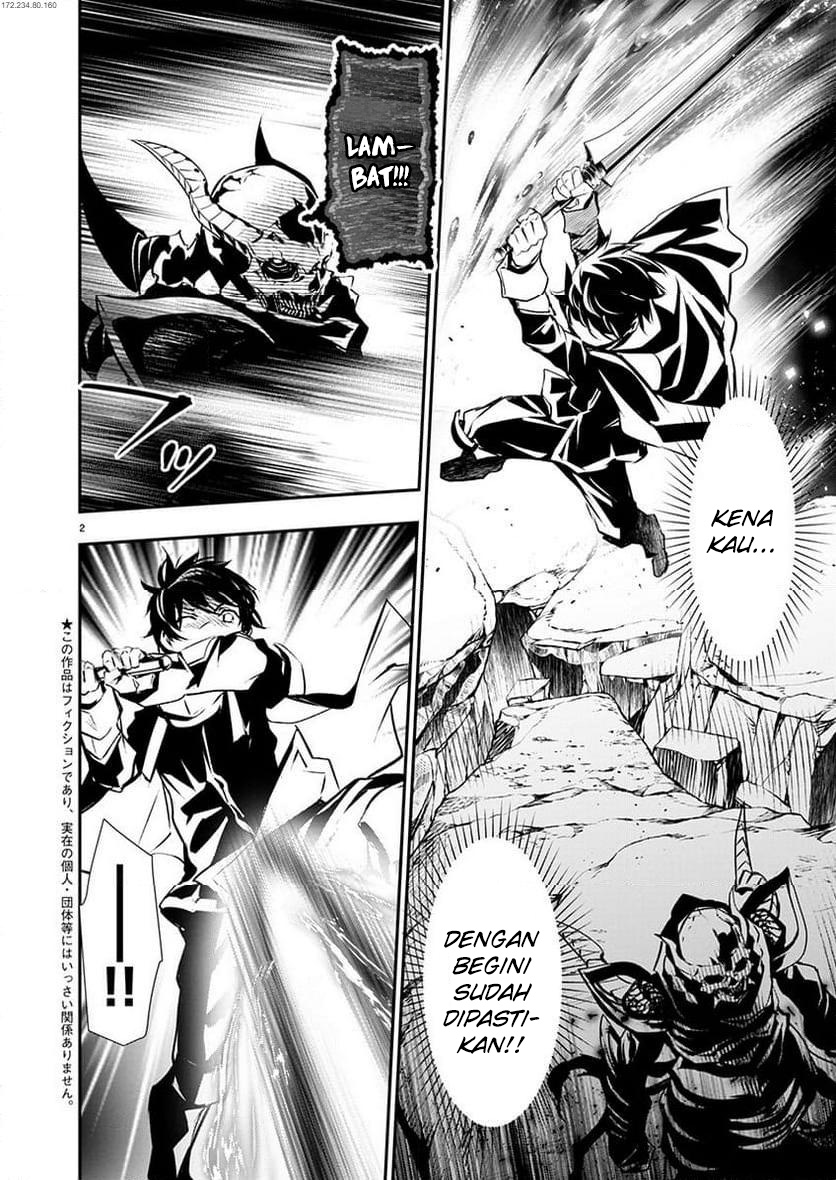 172.234.80.160
KENA
KAU...
DENGAN
BEGINI
SUDAH
DIPASTI-
KAN!!
LAM-
BAT!!!
フッ
2
――!!
★この作品はフィクションであり、実在の個人・団体等にはいっさい関係ありません。